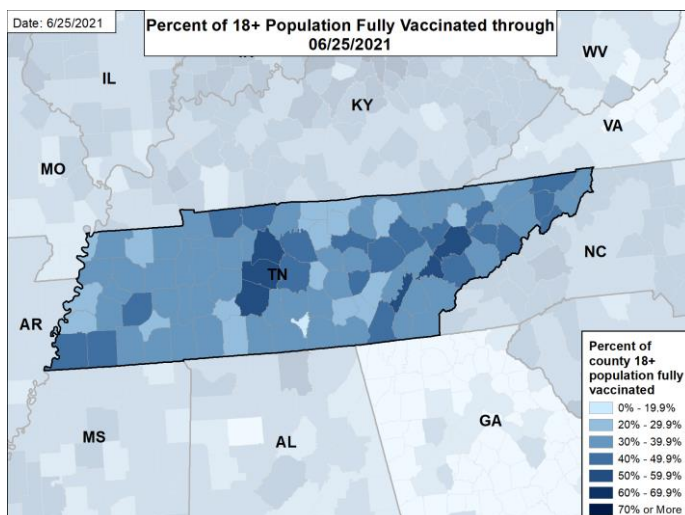 Date: 6/25/2021
Percent of 18+ Population Fully Vaccinated through
06/25/2021
WV
IL
KY
VA
MO
NC
TN
AR
MS
AL
GA
Percent of
county 18+
population fully
vaccinated
0% - 19.9%
20% - 29.9%
30% - 39.9%
40% - 49.9%
50% - 59.9%
60% - 69.9%
70% or More